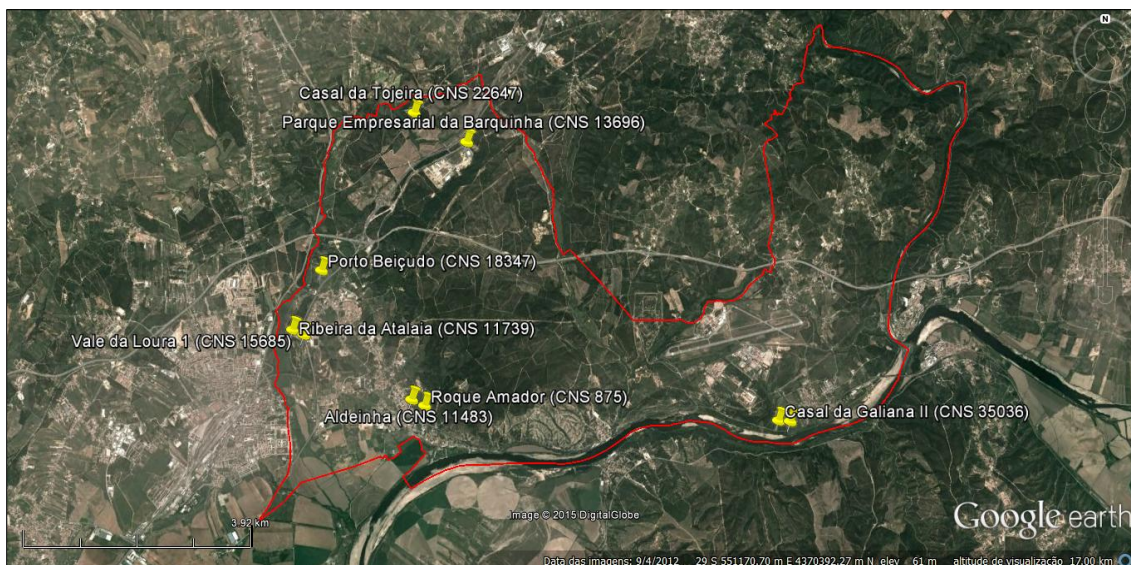 N
Casal da Tojeira (CNS 22647)
Parque Empresarial da Barquinha (CNS 13696)
Porto Beiçudo (CNS 18347)
Ribeira da Atalaia (CNS 11739)
Vale da Loura 1 (CNS 15685)
Roque Amador (CNS 875)
Aldeinha (CNS 11483)
Casal da Galiana II (CNS 35036)
3.92 km
Image © 2015 DigitalGlobe
Google earth
Data das imagens: 9/4/2012 29 S 551170.70 m E 4370392.27 m N elev 61 m altitude de visualização 17.00 km